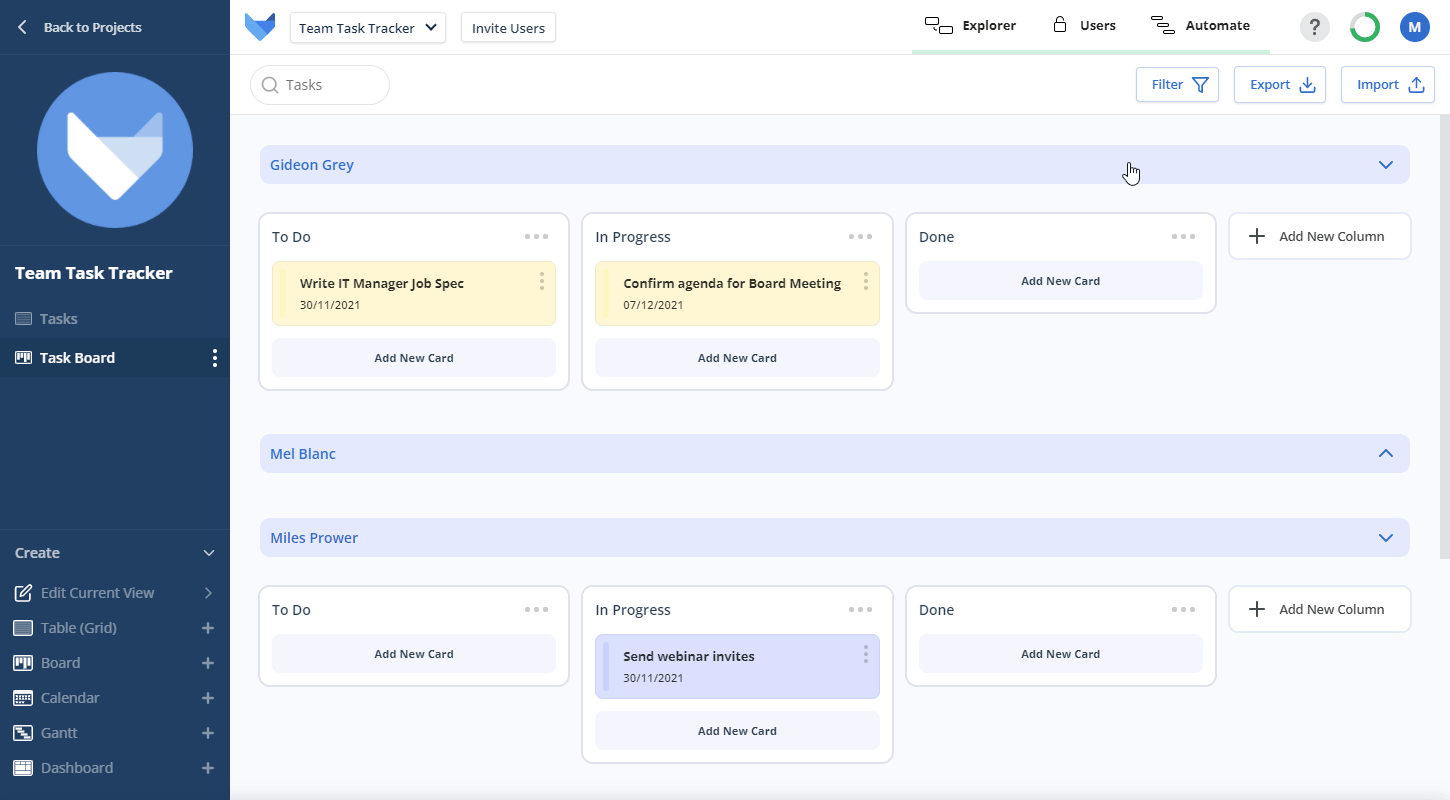 Back to Projects
Team Task Tracker
Invite Users
Explorer
Users
Automate
?
M
Tasks
Filter
Export
Import
Team Task Tracker
Tasks
Task Board
Create
Edit Current View
Table (Grid)
Board
Calendar
Gantt
Dashboard
Gideon Grey
To Do
Write IT Manager Job Spec
30/11/2021
Add New Card
In Progress
Confirm agenda for Board Meeting
07/12/2021
Add New Card
Done
Add New Card
Add New Column
Mel Blanc
Miles Prower
To Do
Add New Card
In Progress
Send webinar invites
30/11/2021
Add New Card
Done
Add New Card
Add New Column